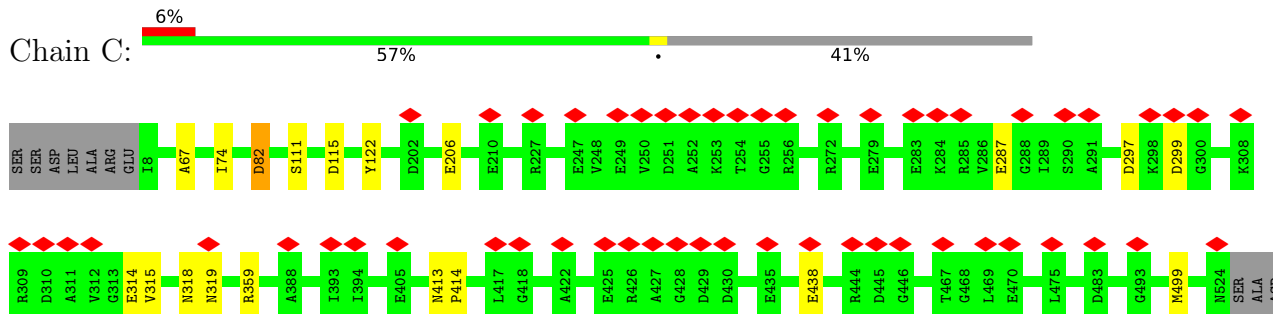 6%
Chain C:
57%
•
41%
SER SER ASP LEU ALA ARG GLU I8 A67 I74 D82 S111 D115 Y122 D202 E206 E210 R227 E247 V248 E249 V250 D251 A252 K253 T254 G255 R256 R272 E279 E283 K284 R285 V286 E287 G288 I289 S290 A291 D297 K298 D299 G300 K308
R309 D310 A311 V312 G313 E314 V315 N318 N319 R359 A388 I393 I394 E405 N413 P414 L417 G418 A422 E425 R426 A427 G428 D429 D430 E435 E438 R444 D445 G446 T467 G468 L469 E470 L475 D483 G493 M499 N524 SER ALA